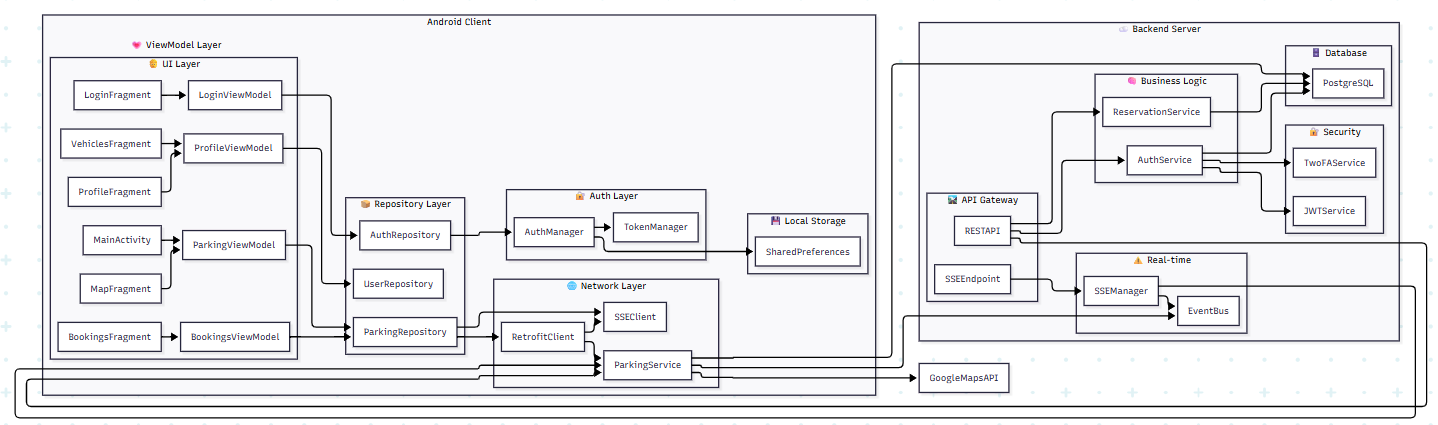 Android Client
ViewModel Layer
UI Layer
LoginFragment
LoginViewModel
VehiclesFragment
ProfileViewModel
ProfileFragment
MainActivity
ParkingViewModel
MapFragment
BookingsFragment
BookingsViewModel
Repository Layer
AuthRepository
UserRepository
ParkingRepository
Auth Layer
AuthManager
TokenManager
Local Storage
SharedPreferences
Network Layer
SSEClient
RetrofitClient
ParkingService
Backend Server
Database
PostgreSQL
Business Logic
ReservationService
AuthService
Security
TwoFAService
JWTService
API Gateway
RESTAPI
SSEEndpoint
Real-time
SSEManager
EventBus
GoogleMapsAPI